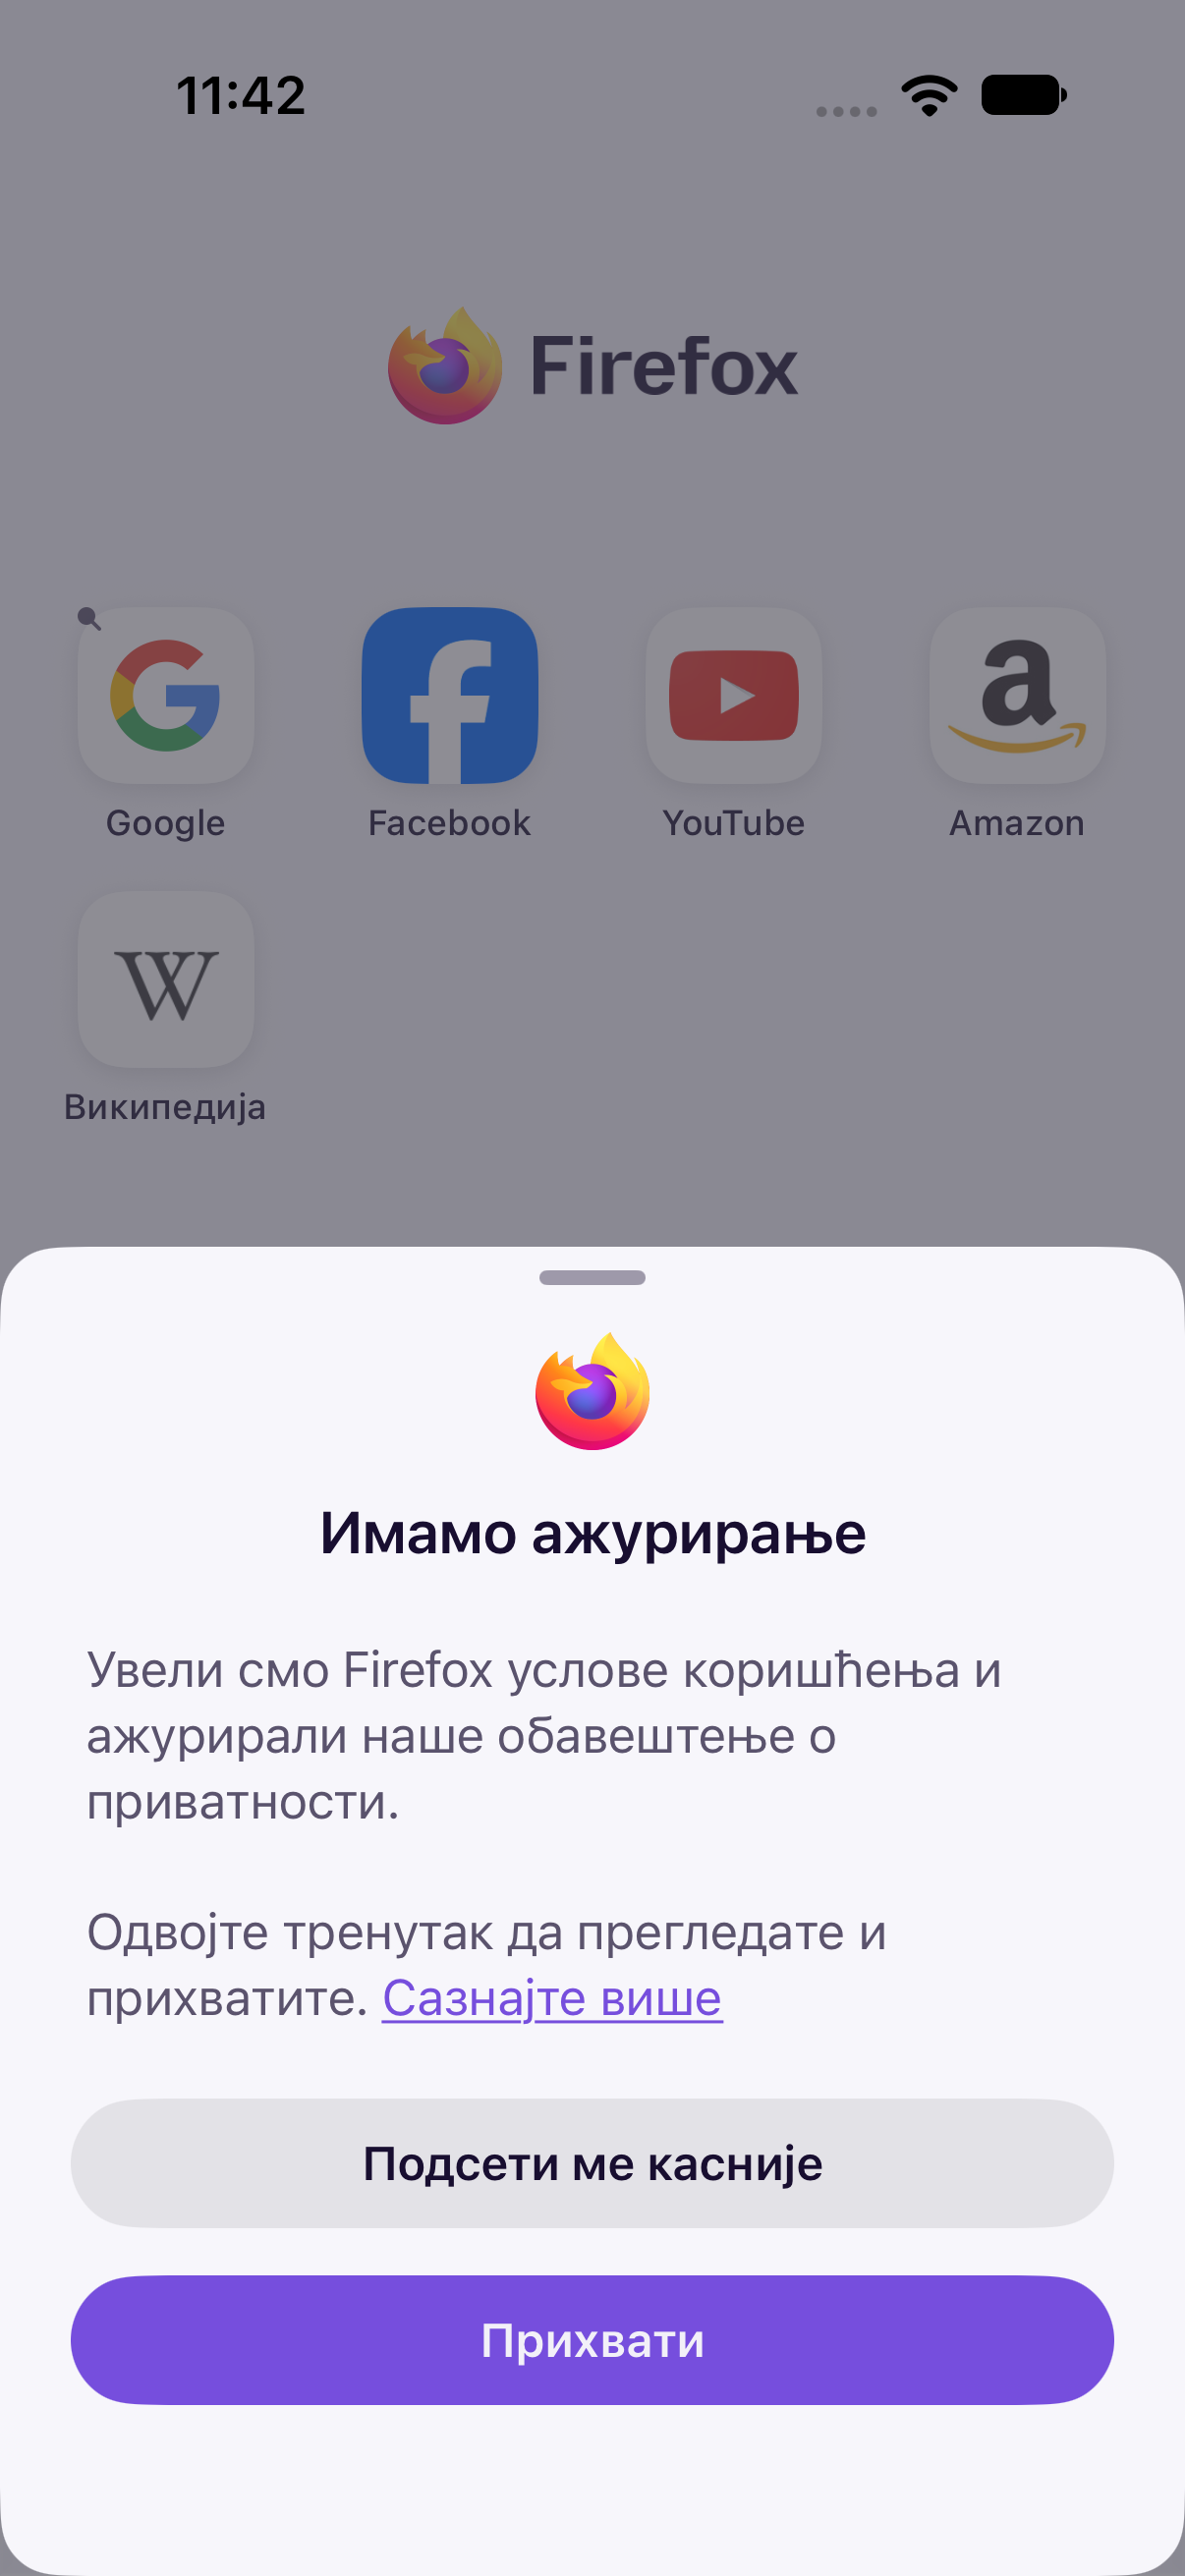 11:42
Firefox
Google
Facebook
YouTube
Amazon
Википедија
Имамо ажурирање
Увели смо Firefox услове коришћења и
ажурирали наше обавештење о
приватности.
Одвојте тренутак да прегледате и
прихватите. Сазнајте више
Подсети ме касније
Прихвати